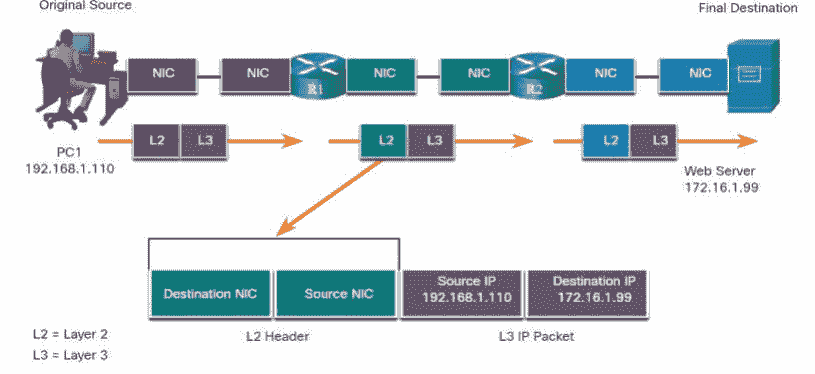 Original Source
Final Destination
NIC NIC R1 NIC NIC R2 NIC NIC
L2 L3 L2 L3 L2 L3
PC1
192.168.1.110
Web Server
172.16.1.99
Destination NIC
Source NIC
Source IP
192.168.1.110
Destination IP
172.16.1.99
L2 = Layer 2
L3 = Layer 3
L2 Header
L3 IP Packet